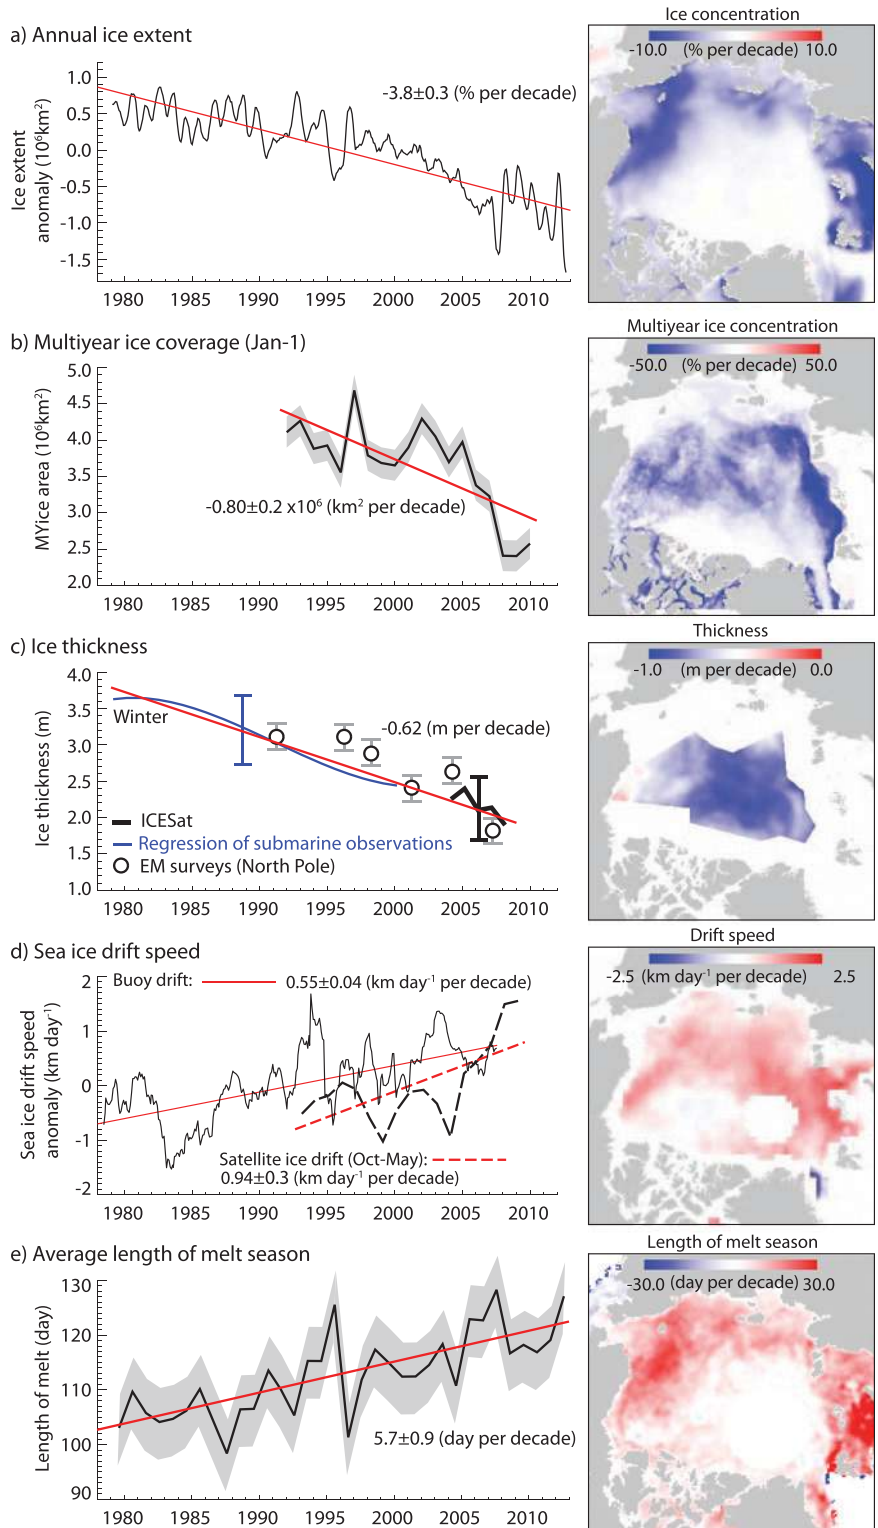 a) Annual ice extent
Ice extent
anomaly (10⁶km²)
1.0
0.5
0.0
-0.5
-1.0
-1.5
-3.8±0.3 (% per decade)
1980 1985 1990 1995 2000 2005 2010
Ice concentration
-10.0 (% per decade) 10.0
b) Multiyear ice coverage (Jan-1)
MYice area (10⁶km²)
5.0
4.5
4.0
3.5
3.0
2.5
2.0
-0.80±0.2 x10⁶ (km² per decade)
1980 1985 1990 1995 2000 2005 2010
Multiyear ice concentration
-50.0 (% per decade) 50.0
c) Ice thickness
Ice thickness (m)
4.0
3.5
3.0
2.5
2.0
1.5
1.0
Winter
-0.62 (m per decade)
ICESat
Regression of submarine observations
EM surveys (North Pole)
1980 1985 1990 1995 2000 2005 2010
Thickness
-1.0 (m per decade) 0.0
d) Sea ice drift speed
Sea ice drift speed
anomaly (km day⁻¹)
2
1
0
-1
-2
Buoy drift: 0.55±0.04 (km day⁻¹ per decade)
Satellite ice drift (Oct-May):
0.94±0.3 (km day⁻¹ per decade)
1980 1985 1990 1995 2000 2005 2010
Drift speed
-2.5 (km day⁻¹ per decade) 2.5
e) Average length of melt season
Length of melt (day)
130
120
110
100
90
5.7±0.9 (day per decade)
1980 1985 1990 1995 2000 2005 2010
Length of melt season
-30.0 (day per decade) 30.0